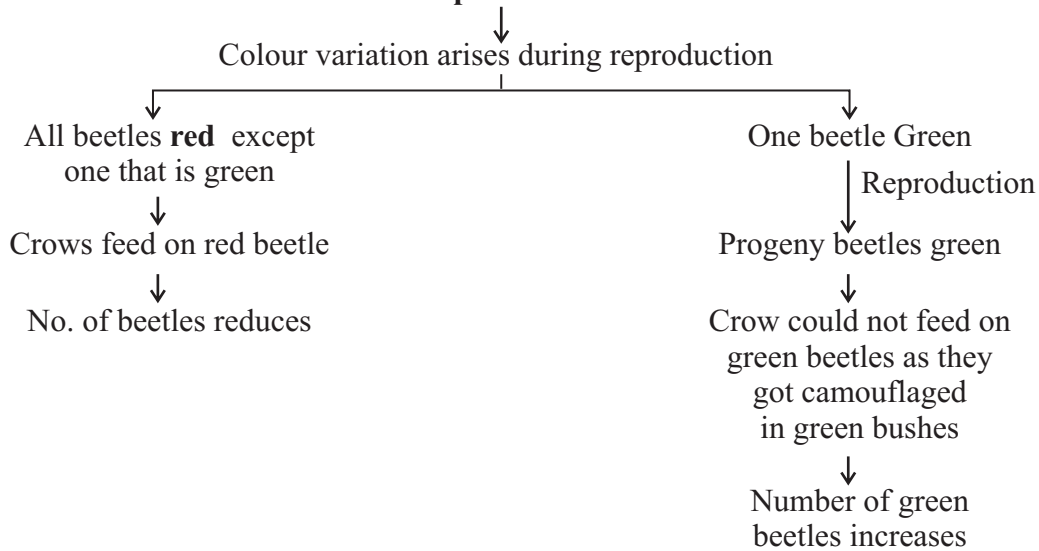 Colour variation arises during reproduction
All beetles red except
one that is green
Crows feed on red beetle
No. of beetles reduces
One beetle Green
Reproduction
Progeny beetles green
Crow could not feed on
green beetles as they
got camouflaged
in green bushes
Number of green
beetles increases